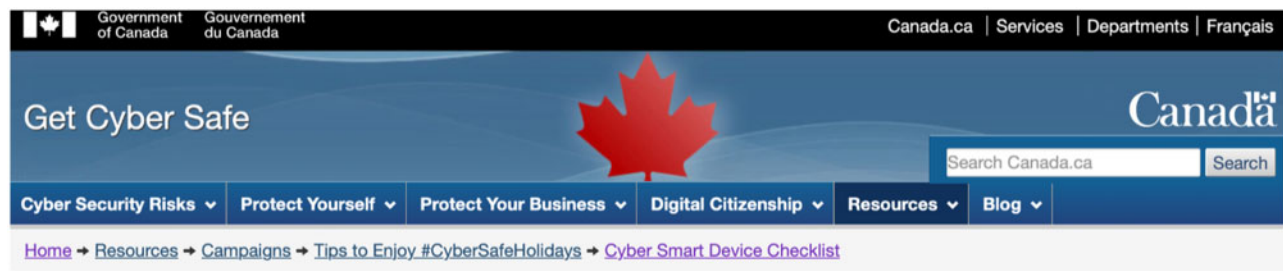 Government of Canada
Gouvernement du Canada
Canada.ca | Services | Departments | Français
Get Cyber Safe
Canada
Search Canada.ca
Search
Cyber Security Risks
Protect Yourself
Protect Your Business
Digital Citizenship
Resources
Blog
Home ➔ Resources ➔ Campaigns ➔ Tips to Enjoy #CyberSafeHolidays ➔ Cyber Smart Device Checklist